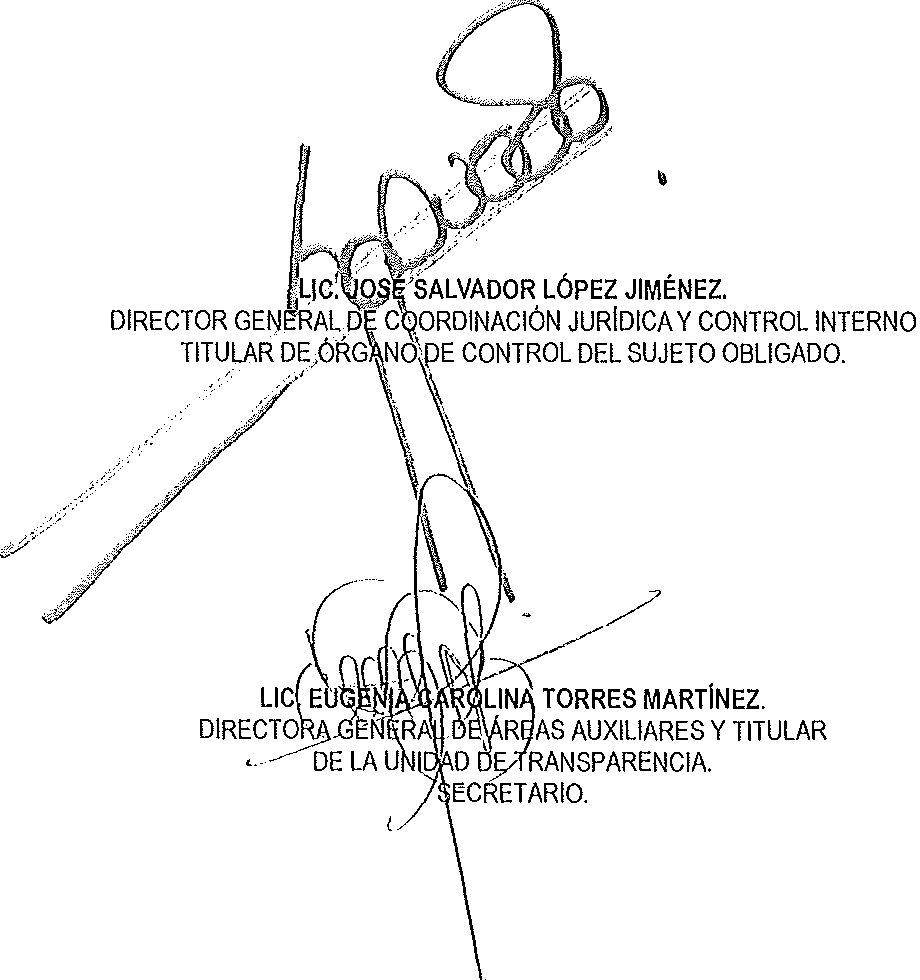 LIC. JOSÉ SALVADOR LÓPEZ JIMÉNEZ.
DIRECTOR GENERAL DE COORDINACIÓN JURÍDICA Y CONTROL INTERNO
TITULAR DE ÓRGANO DE CONTROL DEL SUJETO OBLIGADO.
LIC. EUGENIA CAROLINA TORRES MARTÍNEZ.
DIRECTORA GENERAL DE ÁREAS AUXILIARES Y TITULAR
DE LA UNIDAD DE TRANSPARENCIA.
SECRETARIO.